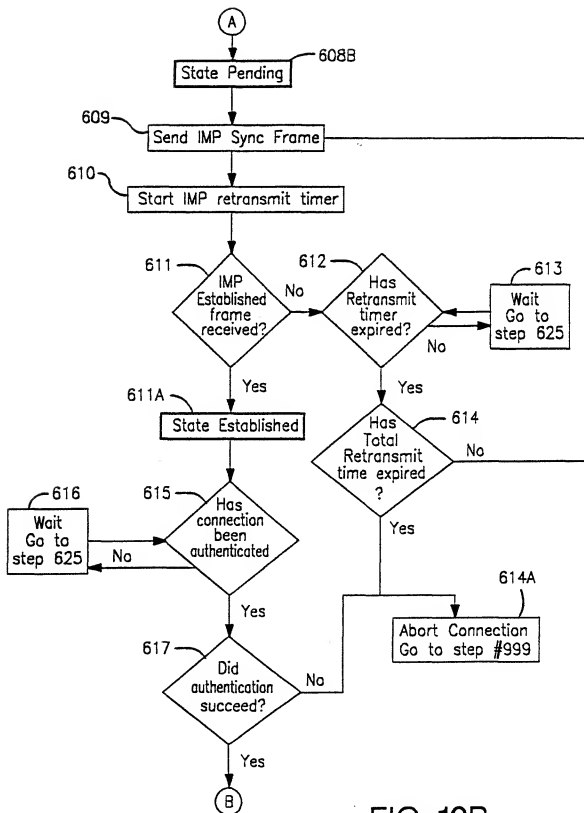 A
608B
State Pending
609
Send IMP Sync Frame
610
Start IMP retransmit timer
611
IMP
Established
frame
received?
No
612
Has
Retransmit
timer
expired?
No
613
Wait
Go to
step 625
Yes
Yes
611A
State Established
614
Has
Total
Retransmit
time expired
?
No
616
Wait
Go to
step 625
615
Has
connection
been
authenticated
No
Yes
Yes
614A
Abort Connection
Go to step #999
617
Did
authentication
succeed?
No
Yes
B